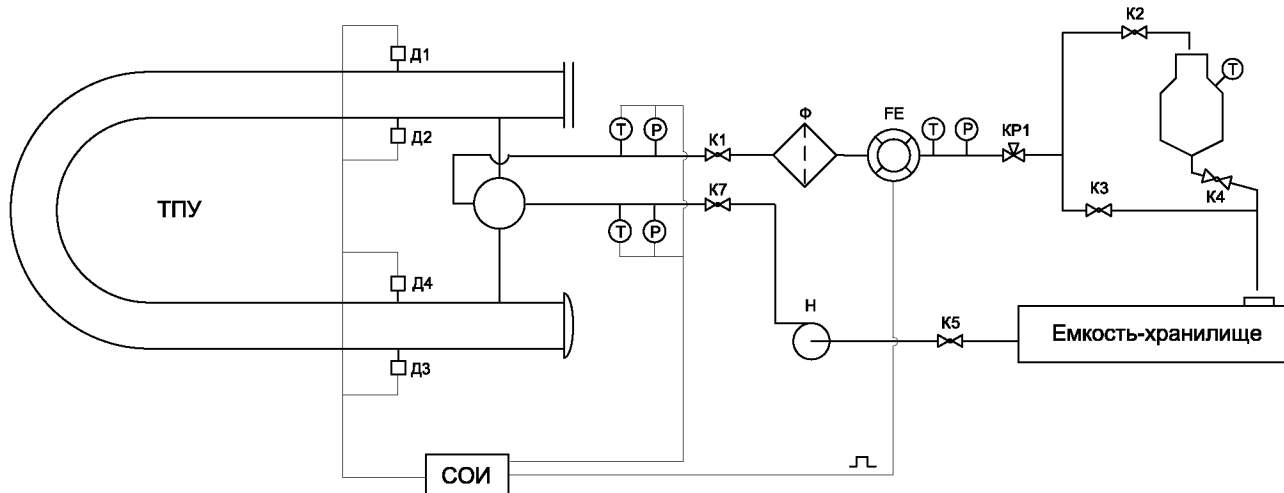 К2
Д1
Т
Ф
FE
Д2
Т
Р
К1
Т
Р
КР1
К7
К3
К4
ТПУ
Т
Р
Д4
Н
К5
Емкость-хранилище
Д3
СОИ